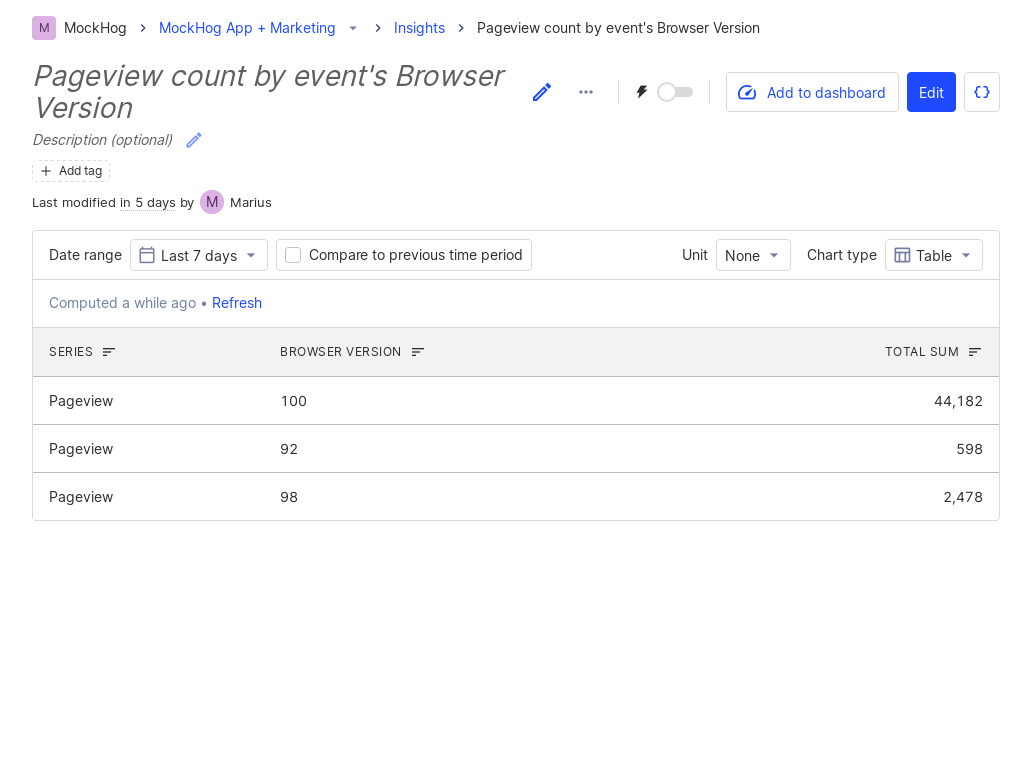 M MockHog MockHog App + Marketing Insights Pageview count by event's Browser Version
Pageview count by event's Browser
Version
Add to dashboard Edit
Description (optional)
Add tag
Last modified in 5 days by M Marius
Date range Last 7 days Compare to previous time period Unit None Chart type Table
Computed a while ago • Refresh
SERIES BROWSER VERSION TOTAL SUM
Pageview 100 44,182
Pageview 92 598
Pageview 98 2,478